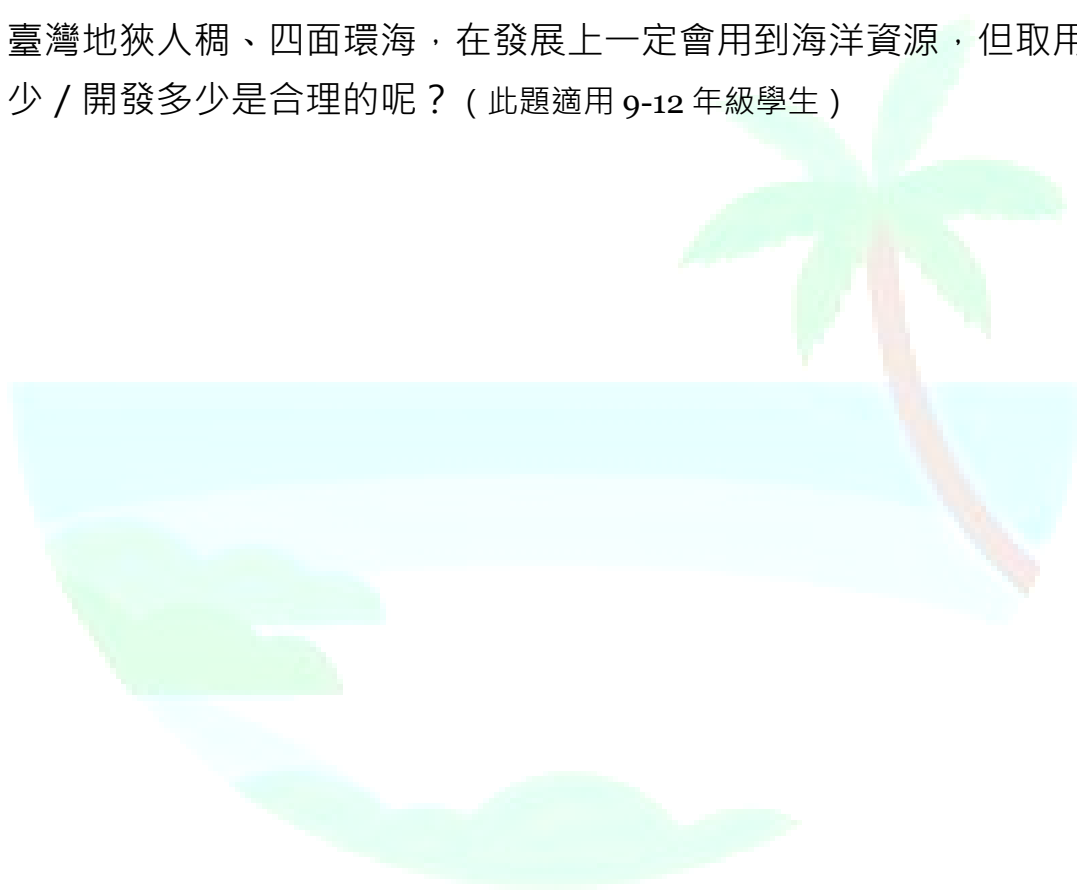 臺灣地狹人稠、四面環海，在發展上一定會用到海洋資源，但取用
少 / 開發多少是合理的呢？（此題適用 9-12 年級學生）